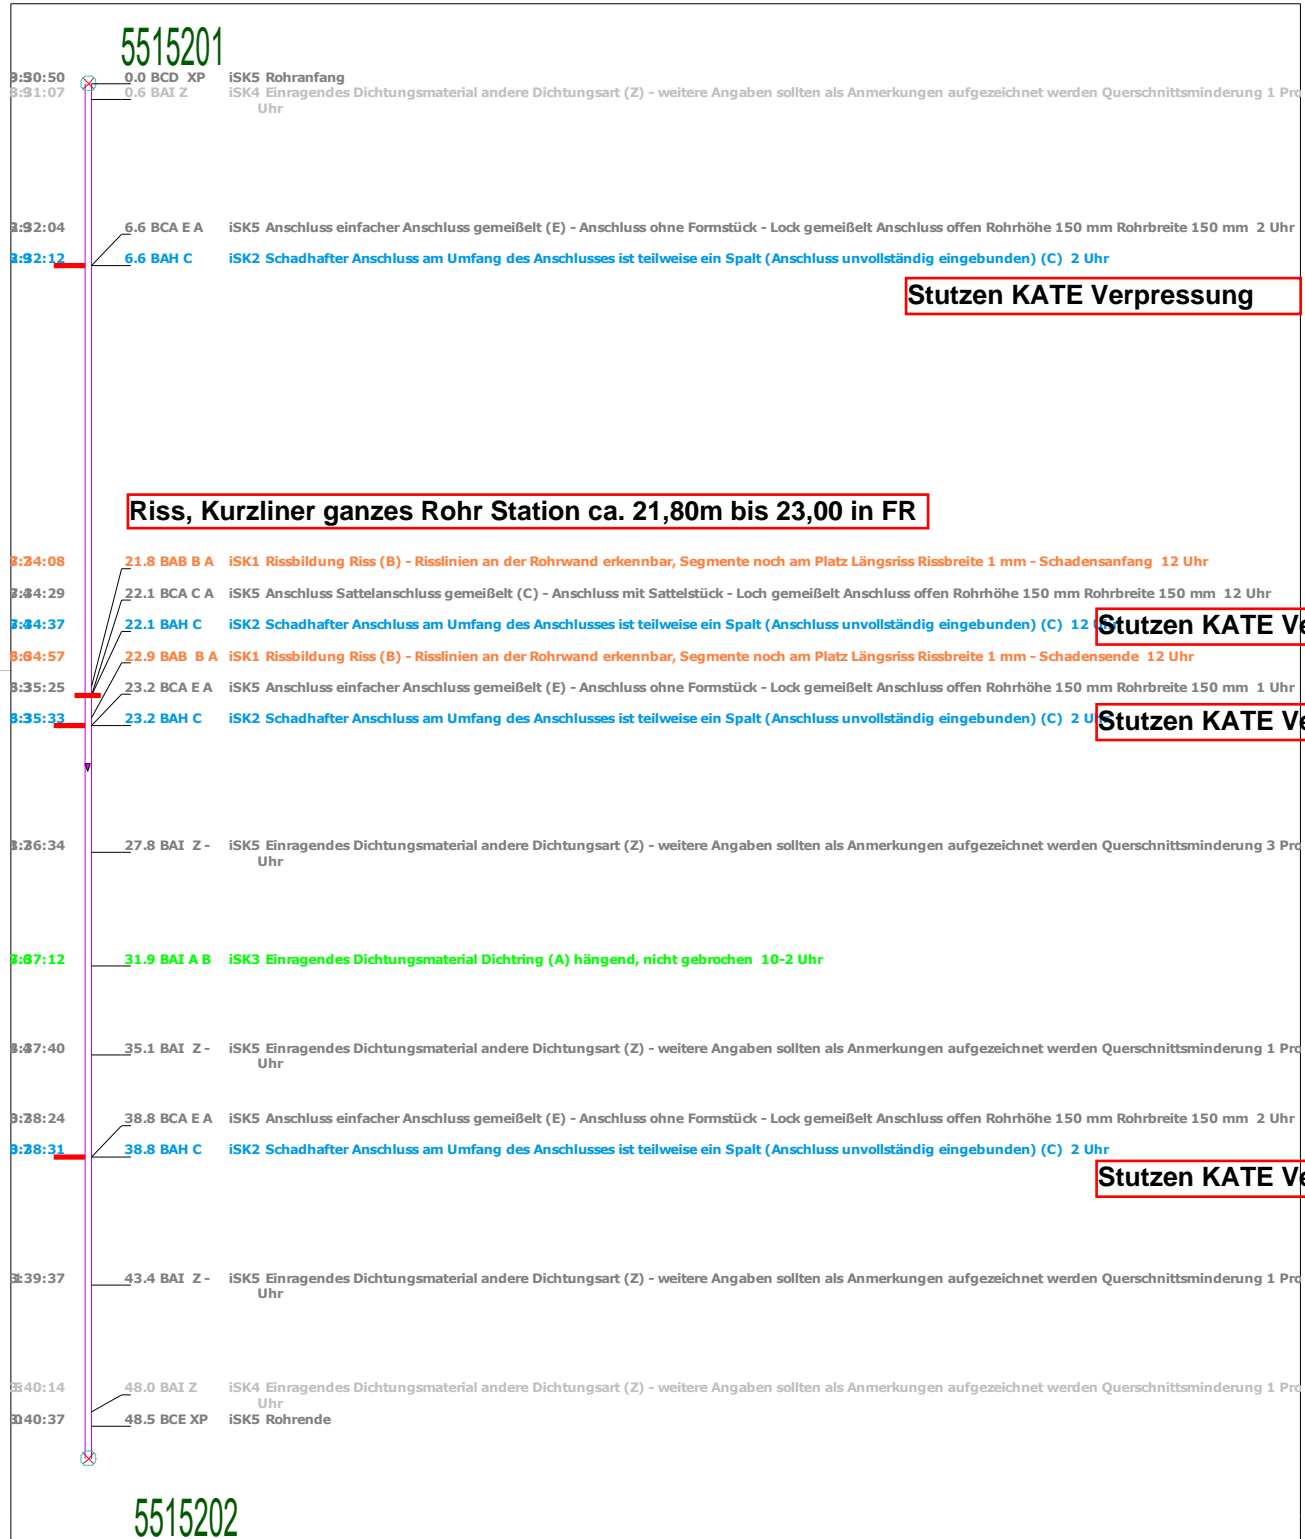 5515201
0.0 BCD XP iSK5 Rohranfang
0.6 BAI Z iSK4 Einragendes Dichtungsmaterial andere Dichtungsart (Z) - weitere Angaben sollten als Anmerkungen aufgezeichnet werden Querschnittsminderung 1
Uhr
6.6 BCA E A iSK5 Anschluss einfacher Anschluss gemeißelt (E) - Anschluss ohne Formstück - Lock gemeißelt Anschluss offen Rohrhöhe 150 mm Rohrbreite 150 mm 2 Uhr
6.6 BAH C iSK2 Schadhafter Anschluss am Umfang des Anschlusses ist teilweise ein Spalt (Anschluss unvollständig eingebunden) (C) 2 Uhr
Stutzen KATE Verpressung
Riss, Kurzliner ganzes Rohr Station ca. 21,80m bis 23,00 in FR
21.8 BAB B A iSK1 Rissbildung Riss (B) - Risslinien an der Rohrwand erkennbar, Segmente noch am Platz Längsriss Rissbreite 1 mm - Schadensanfang 12 Uhr
22.1 BCA C A iSK5 Anschluss Sattelanschluss gemeißelt (C) - Anschluss mit Sattelstück - Loch gemeißelt Anschluss offen Rohrhöhe 150 mm Rohrbreite 150 mm 12 Uhr
22.1 BAH C iSK2 Schadhafter Anschluss am Umfang des Anschlusses ist teilweise ein Spalt (Anschluss unvollständig eingebunden) (C) 12
Stutzen KATE
22.9 BAB B A iSK1 Rissbildung Riss (B) - Risslinien an der Rohrwand erkennbar, Segmente noch am Platz Längsriss Rissbreite 1 mm - Schadensende 12 Uhr
23.2 BCA E A iSK5 Anschluss einfacher Anschluss gemeißelt (E) - Anschluss ohne Formstück - Lock gemeißelt Anschluss offen Rohrhöhe 150 mm Rohrbreite 150 mm 1 Uhr
23.2 BAH C iSK2 Schadhafter Anschluss am Umfang des Anschlusses ist teilweise ein Spalt (Anschluss unvollständig eingebunden) (C) 2
Stutzen KATE
27.8 BAI Z - iSK5 Einragendes Dichtungsmaterial andere Dichtungsart (Z) - weitere Angaben sollten als Anmerkungen aufgezeichnet werden Querschnittsminderung 3
Uhr
31.9 BAI A B iSK3 Einragendes Dichtungsmaterial Dichtring (A) hängend, nicht gebrochen 10-2 Uhr
35.1 BAI Z - iSK5 Einragendes Dichtungsmaterial andere Dichtungsart (Z) - weitere Angaben sollten als Anmerkungen aufgezeichnet werden Querschnittsminderung 1
Uhr
38.8 BCA E A iSK5 Anschluss einfacher Anschluss gemeißelt (E) - Anschluss ohne Formstück - Lock gemeißelt Anschluss offen Rohrhöhe 150 mm Rohrbreite 150 mm 2 Uhr
38.8 BAH C iSK2 Schadhafter Anschluss am Umfang des Anschlusses ist teilweise ein Spalt (Anschluss unvollständig eingebunden) (C) 2 Uhr
Stutzen KATE
43.4 BAI Z - iSK5 Einragendes Dichtungsmaterial andere Dichtungsart (Z) - weitere Angaben sollten als Anmerkungen aufgezeichnet werden Querschnittsminderung 1
Uhr
48.0 BAI Z iSK4 Einragendes Dichtungsmaterial andere Dichtungsart (Z) - weitere Angaben sollten als Anmerkungen aufgezeichnet werden Querschnittsminderung 1
Uhr
48.5 BCE XP iSK5 Rohrende
5515202